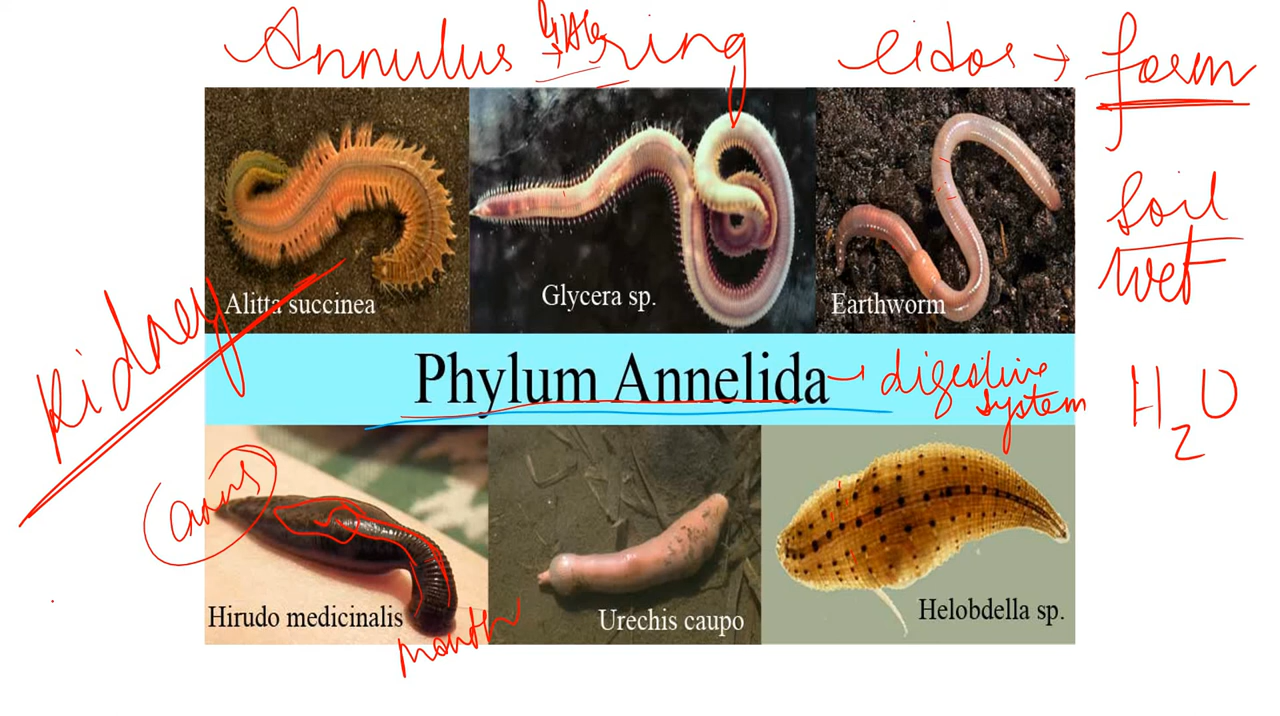 Annulus → ring eidos → form
soil
wet
Alitta succinea
Glycera sp.
Earthworm
Kidney
Phylum Annelida → digestive system
H2O
Hirudo medicinalis
mouth
Urechis caupo
Helobdella sp.